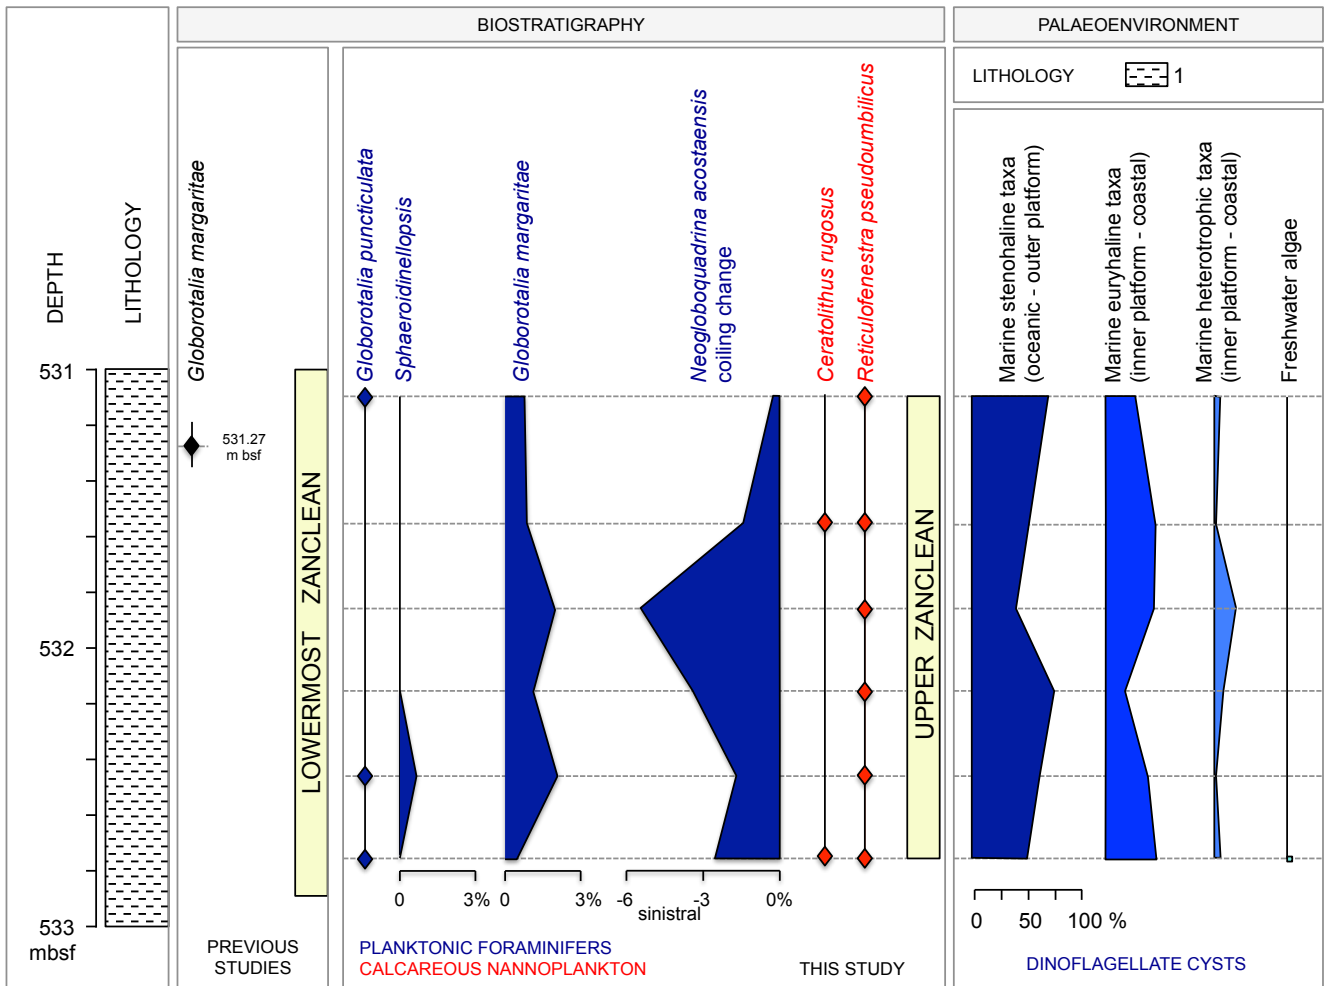 BIOSTRATIGRAPHY
PALAEOENVIRONMENT
LITHOLOGY
1
DEPTH
LITHOLOGY
Globorotalia margaritae
Globorotalia puncticulata
Sphaeroidinellopsis
Globorotalia margaritae
Neogloboquadrina acostaensis
coiling change
Ceratolithus rugosus
Reticulofenestra pseudoumbilicus
Marine stenohaline taxa
(oceanic - outer platform)
Marine euryhaline taxa
(inner platform - coastal)
Marine heterotrophic taxa
(inner platform - coastal)
Freshwater algae
531
532
533
mbsf
531.27
m bsf
LOWERMOST ZANCLEAN
UPPER ZANCLEAN
0 3%
0 3%
-6 -3 0%
sinistral
0 50 100 %
PREVIOUS
STUDIES
PLANKTONIC FORAMINIFERS
CALCAREOUS NANNOPLANKTON
THIS STUDY
DINOFLAGELLATE CYSTS